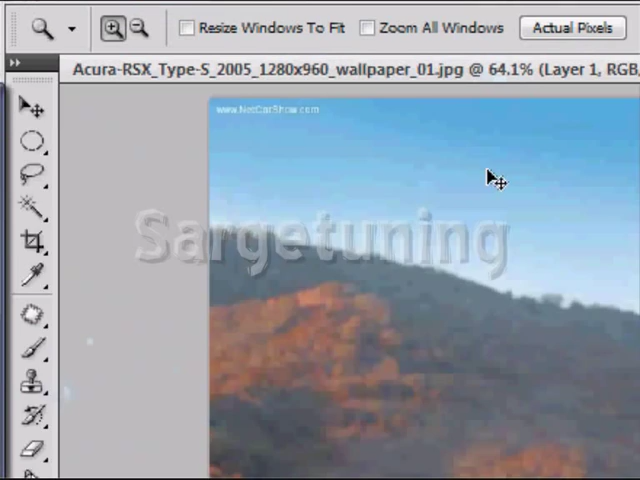 Resize Windows To Fit Zoom All Windows Actual Pixels
Acura-RSX_Type-S_2005_1280x960_wallpaper_01.jpg @ 64.1% (Layer 1, RGB,
www.NetCarShow.com
Sargetuning